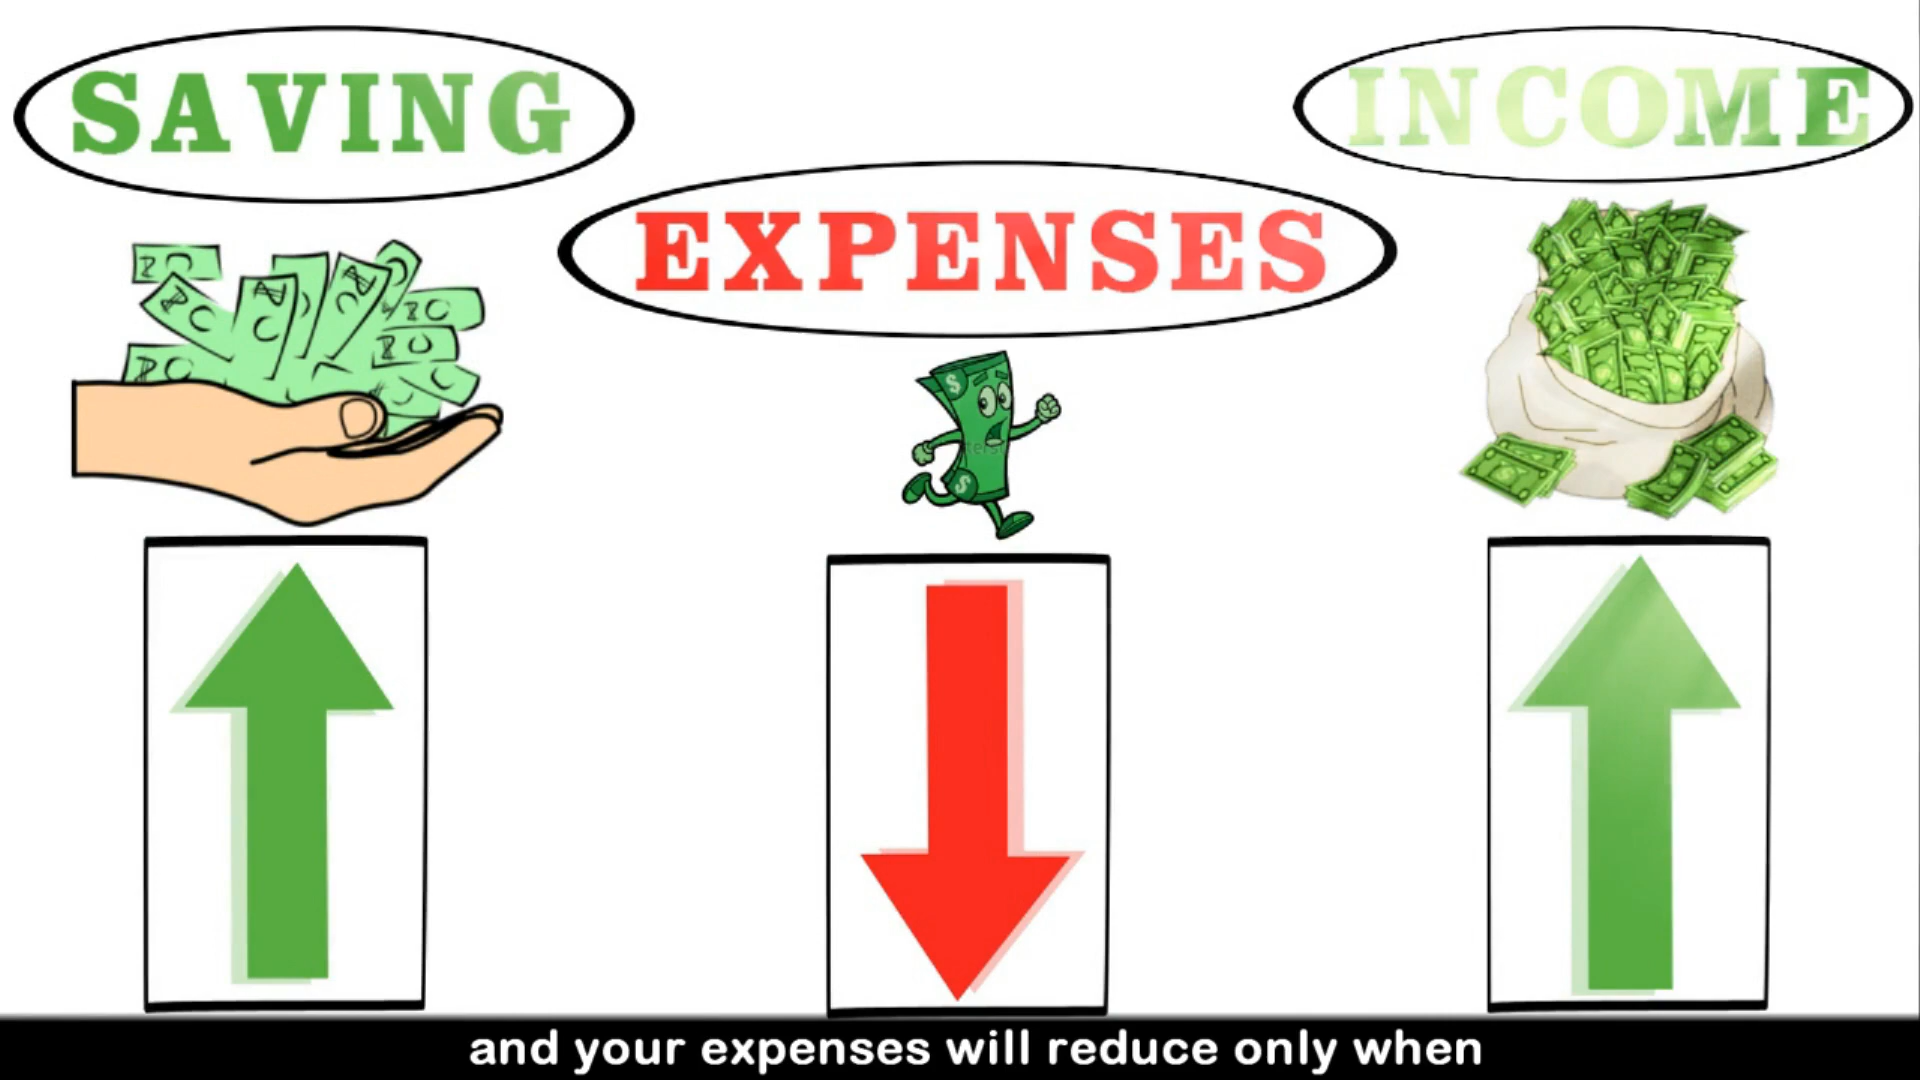 SAVING
INCOME
EXPENSES
and your expenses will reduce only when